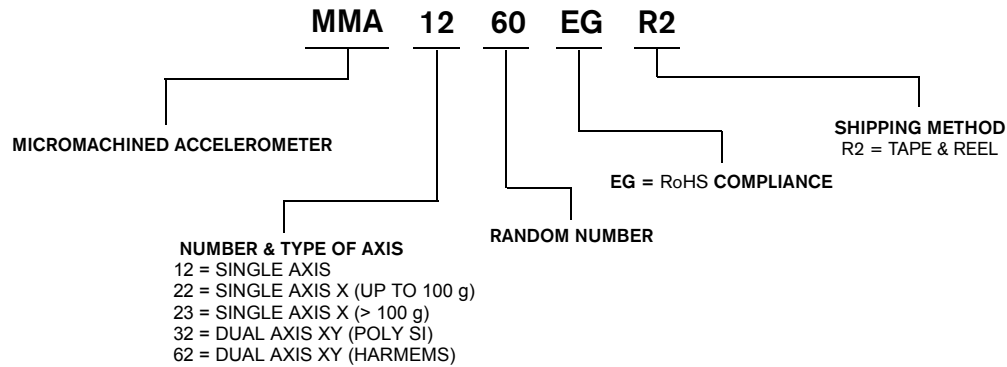 MMA 12 60 EG R2
MICROMACHINED ACCELEROMETER
SHIPPING METHOD
R2 = TAPE & REEL
EG = RoHS COMPLIANCE
RANDOM NUMBER
NUMBER & TYPE OF AXIS
12 = SINGLE AXIS
22 = SINGLE AXIS X (UP TO 100 g)
23 = SINGLE AXIS X (> 100 g)
32 = DUAL AXIS XY (POLY SI)
62 = DUAL AXIS XY (HARMEMS)